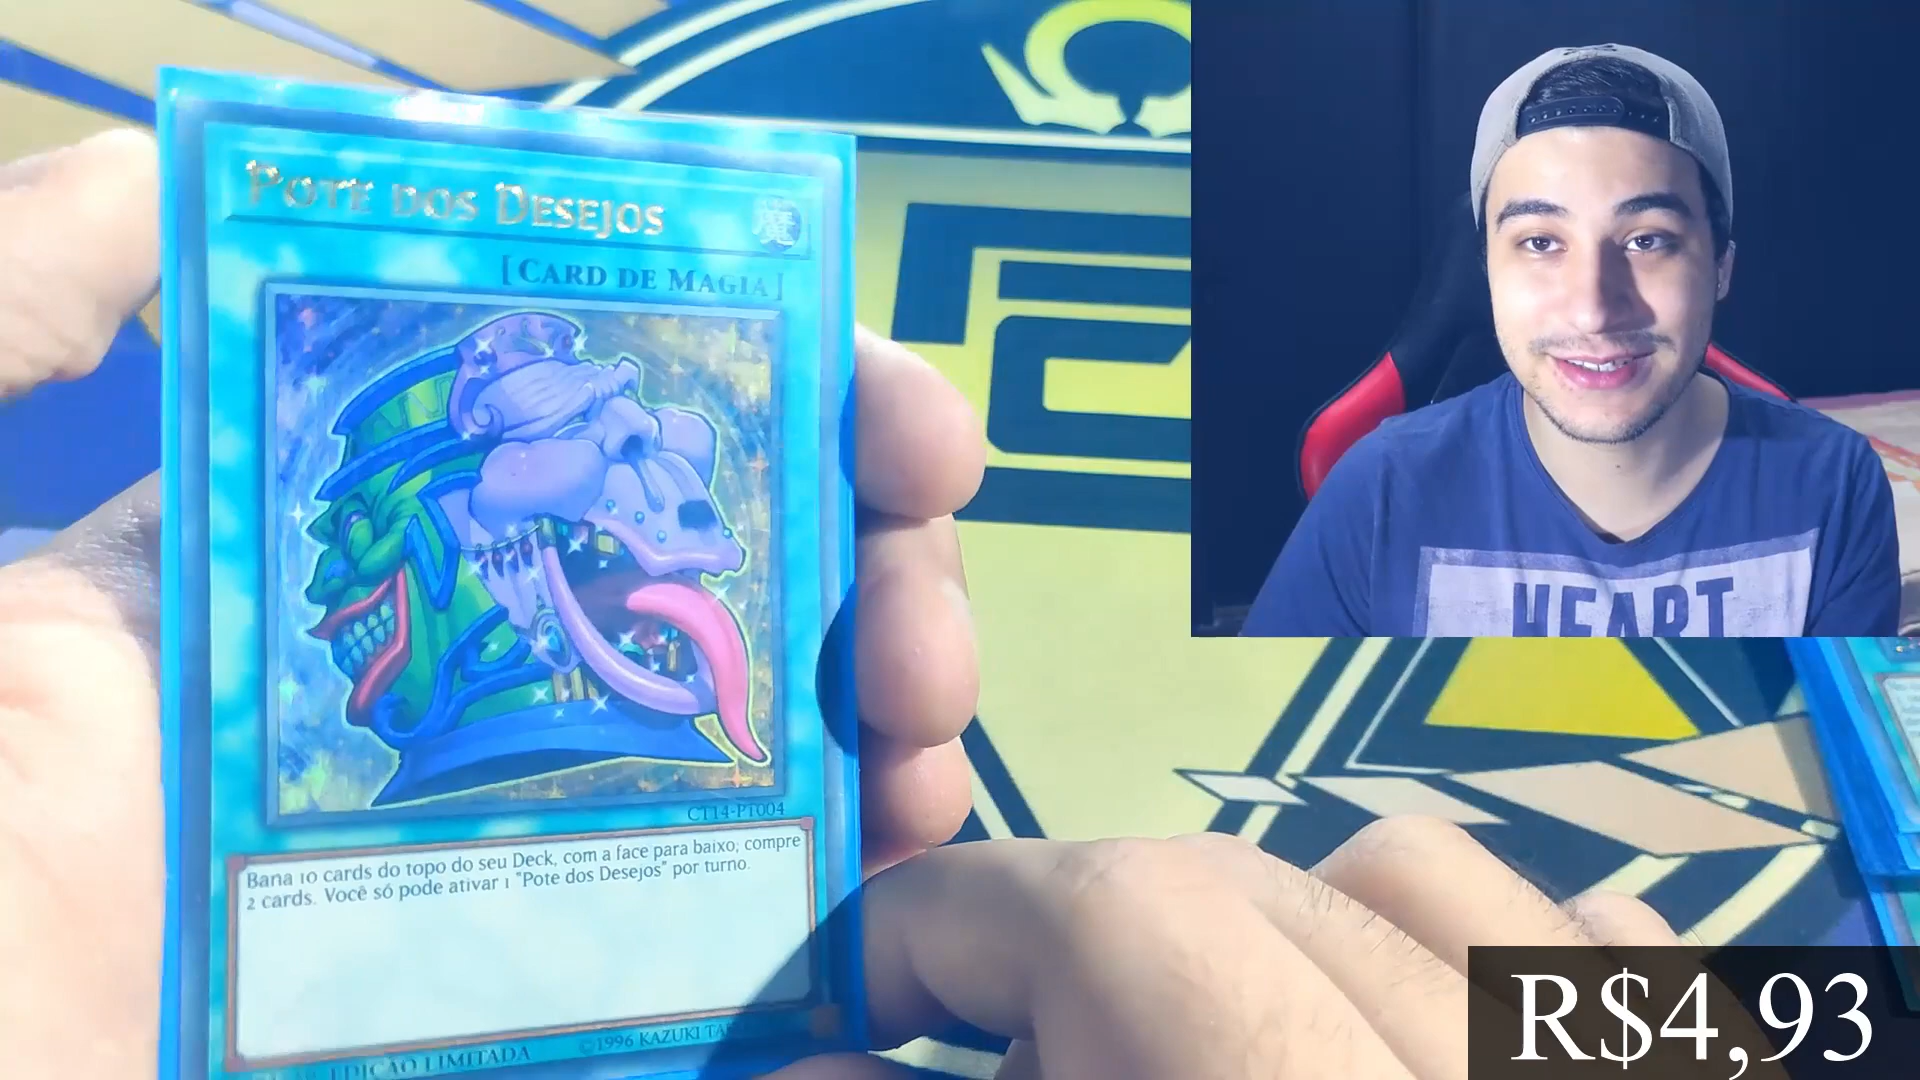 POTE DOS DESEJOS
魔
[CARD DE MAGIA]
CT14-PT004
Bana 10 cards do topo do seu Deck, com a face para baixo; compre
2 cards. Você só pode ativar 1 "Pote dos Desejos" por turno.
EDIÇÃO LIMITADA
©1996 KAZUKI
HEART
R$4,93